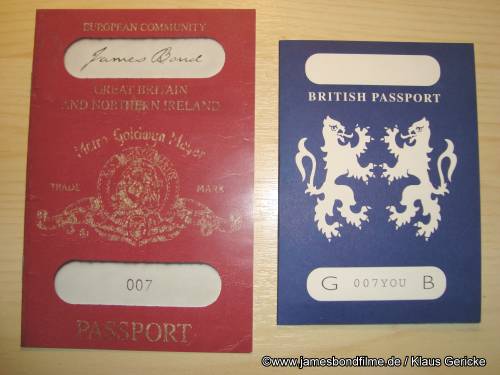 EUROPEAN COMMUNITY
James Bond
GREAT BRITAIN
AND NORTHERN IRELAND
Metro Goldwyn Mayer
TRADE MARK
007
PASSPORT
BRITISH PASSPORT
G 007YOU B
©www.jamesbondfilme.de / Klaus Gericke